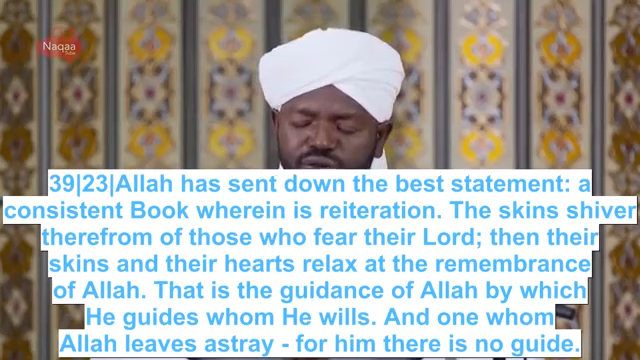 Naqaa
Tube
39|23|Allah has sent down the best statement: a
consistent Book wherein is reiteration. The skins shiver
therefrom of those who fear their Lord; then their
skins and their hearts relax at the remembrance
of Allah. That is the guidance of Allah by which
He guides whom He wills. And one whom
Allah leaves astray - for him there is no guide.